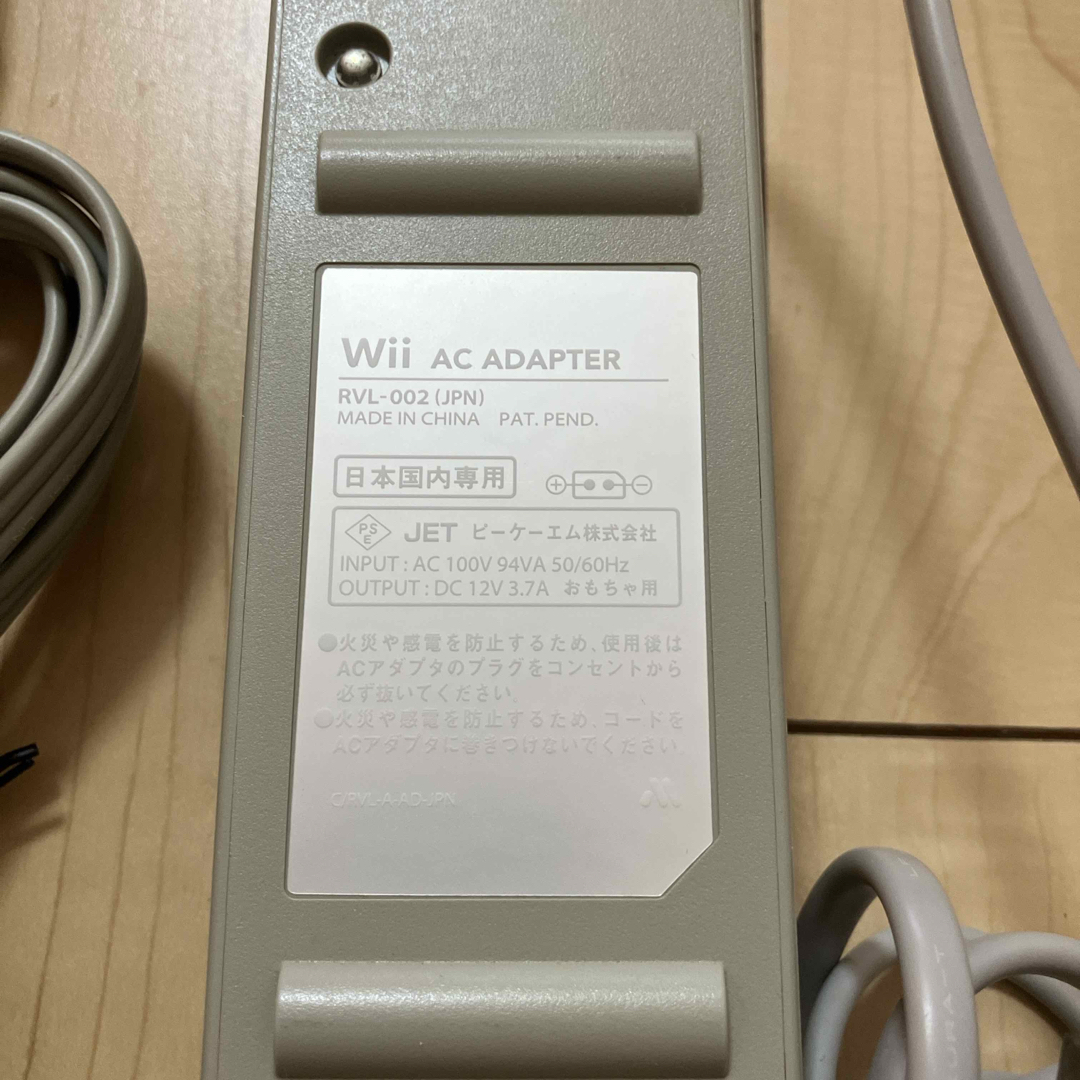 Wii AC ADAPTER
RVL-002 (JPN)
MADE IN CHINA PAT. PEND.
日本国内専用
PSE JET ピーケーエム株式会社
INPUT : AC 100V 94VA 50/60Hz
OUTPUT : DC 12V 3.7A おもちゃ用
●火災や感電を防止するため、使用後は
ACアダプタのプラグをコンセントから
必ず抜いてください。
●火災や感電を防止するため、コードを
ACアダプタに巻きつけないでください。
C/RVL-A-AD-JPN